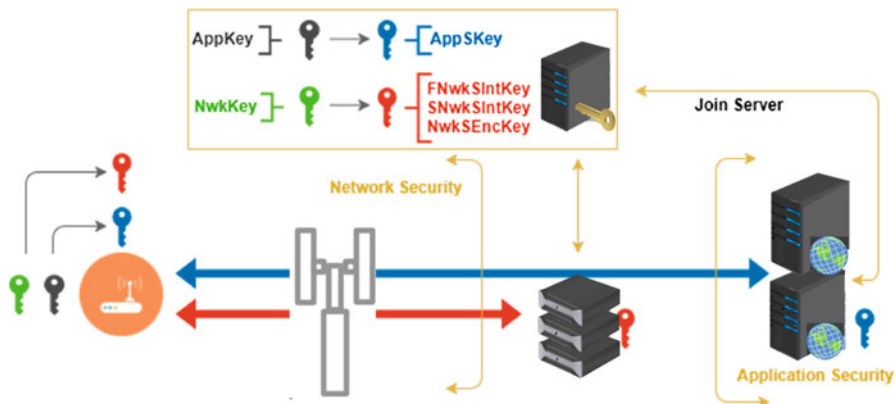 AppKey
AppSKey
NwkKey
FNwkSIntKey
SNwkSIntKey
NwkSEncKey
Join Server
Network Security
Application Security